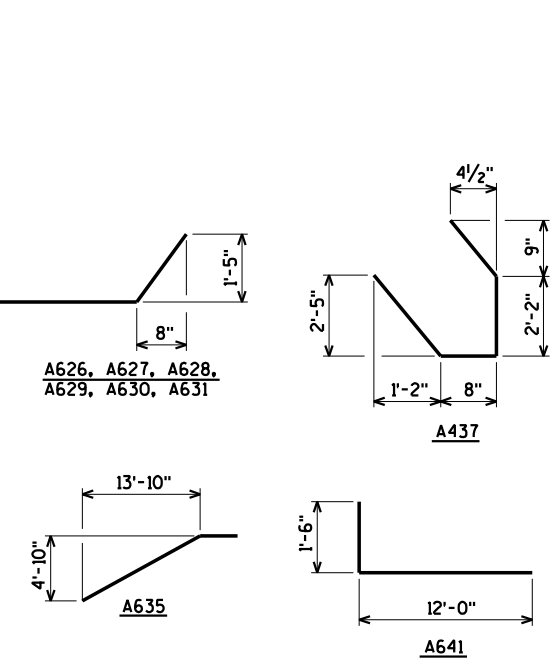 4½"
9"
1'-5"
2'-5"
2'-2"
8"
A626, A627, A628,
A629, A630, A631
1'-2"
8"
A437
13'-10"
4'-10"
1'-6"
A635
12'-0"
A641